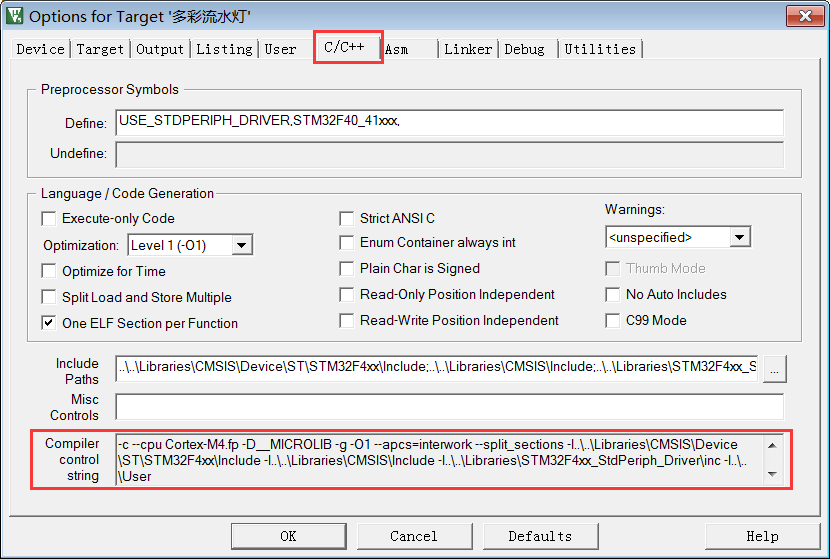 Options for Target '多彩流水灯'
Device Target Output Listing User C/C++ Asm Linker Debug Utilities
Preprocessor Symbols
Define: USE_STDPERIPH_DRIVER,STM32F40_41xxx,
Undefine:
Language / Code Generation
Execute-only Code
Optimization: Level 1 (-O1)
Optimize for Time
Split Load and Store Multiple
One ELF Section per Function
Strict ANSI C
Enum Container always int
Plain Char is Signed
Read-Only Position Independent
Read-Write Position Independent
Warnings:
<unspecified>
Thumb Mode
No Auto Includes
C99 Mode
Include
Paths
..\..\Libraries\CMSIS\Device\ST\STM32F4xx\Include;..\..\Libraries\CMSIS\Include;..\..\Libraries\STM32F4xx_S
...
Misc
Controls
Compiler
control
string
-c --cpu Cortex-M4.fp -D__MICROLIB -g -O1 --apcs=interwork --split_sections -I..\..\Libraries\CMSIS\Device
\ST\STM32F4xx\Include -I..\..\Libraries\CMSIS\Include -I..\..\Libraries\STM32F4xx_StdPeriph_Driver\inc -I..\..
\User
OK Cancel Defaults Help